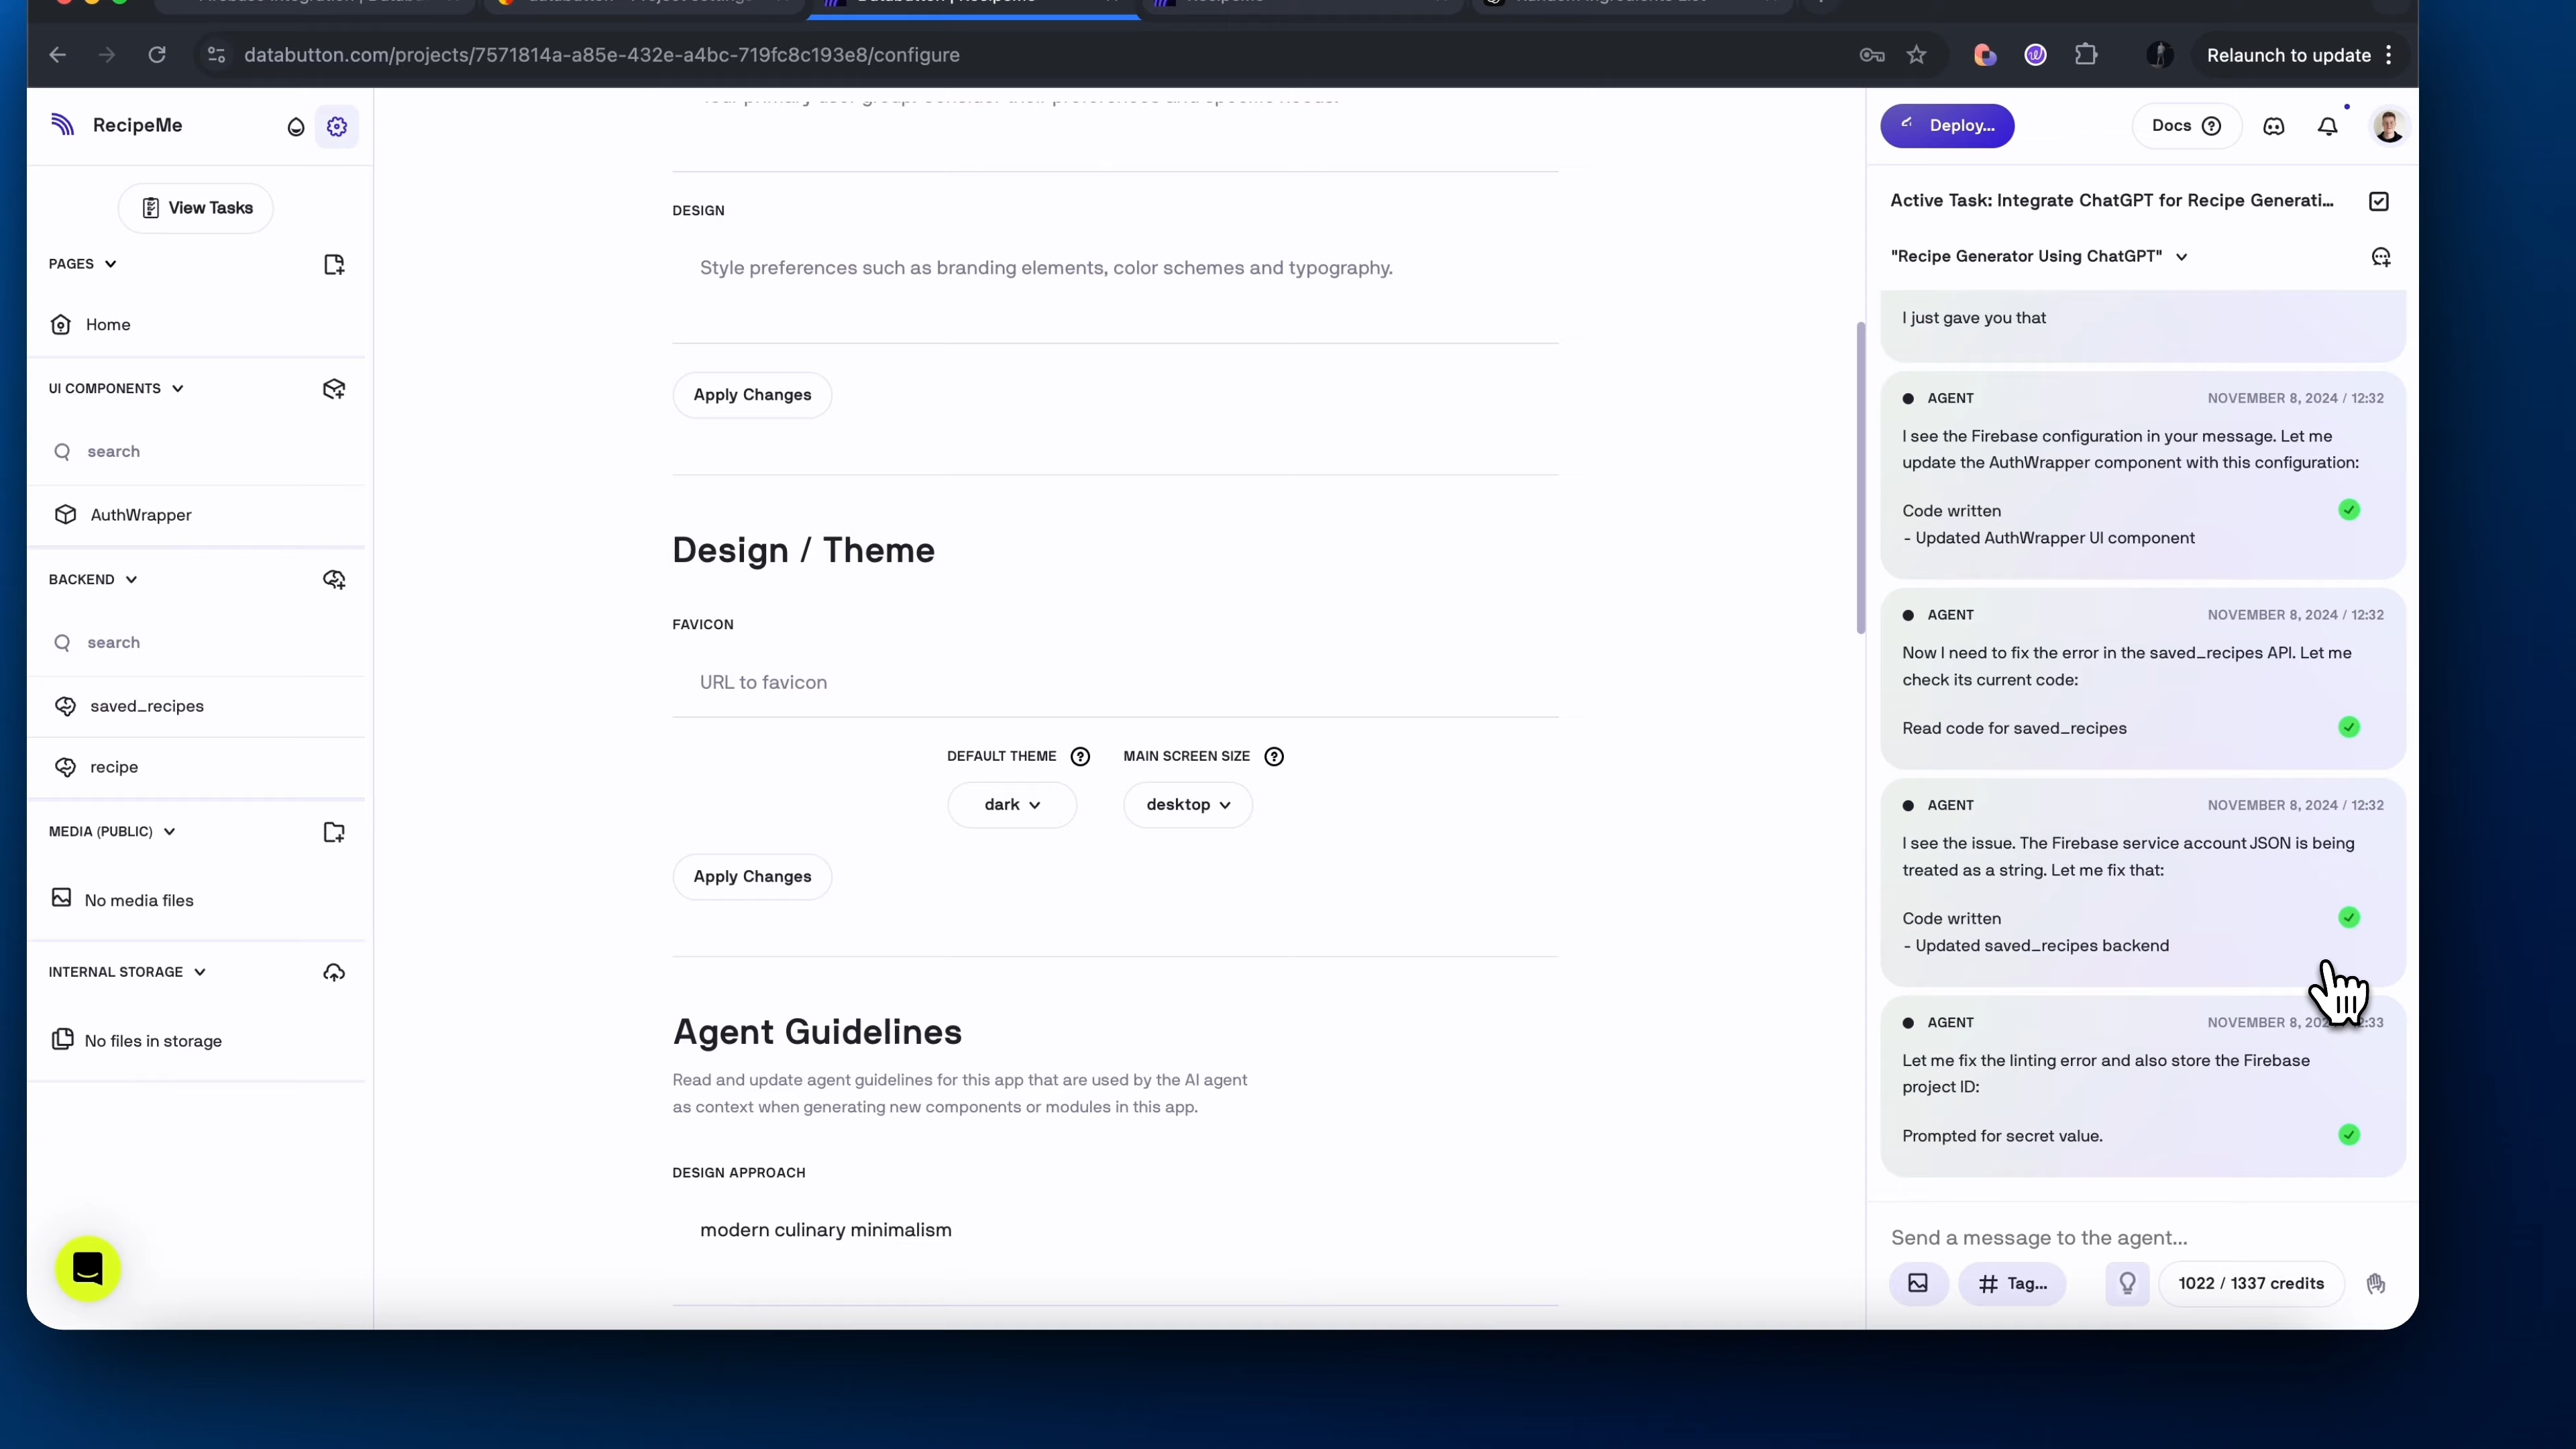 databutton.com/projects/7571814a-a85e-432e-a4bc-719fc8c193e8/configure
Relaunch to update
RecipeMe
View Tasks
PAGES
Home
UI COMPONENTS
search
AuthWrapper
BACKEND
search
saved_recipes
recipe
MEDIA (PUBLIC)
No media files
INTERNAL STORAGE
No files in storage
DESIGN
Style preferences such as branding elements, color schemes and typography.
Apply Changes
Design / Theme
FAVICON
URL to favicon
DEFAULT THEME
MAIN SCREEN SIZE
dark
desktop
Apply Changes
Agent Guidelines
Read and update agent guidelines for this app that are used by the AI agent
as context when generating new components or modules in this app.
DESIGN APPROACH
modern culinary minimalism
Deploy...
Docs
Active Task: Integrate ChatGPT for Recipe Generati...
"Recipe Generator Using ChatGPT"
I just gave you that
AGENT
NOVEMBER 8, 2024 / 12:32
I see the Firebase configuration in your message. Let me
update the AuthWrapper component with this configuration:
Code written
- Updated AuthWrapper UI component
AGENT
NOVEMBER 8, 2024 / 12:32
Now I need to fix the error in the saved_recipes API. Let me
check its current code:
Read code for saved_recipes
AGENT
NOVEMBER 8, 2024 / 12:32
I see the issue. The Firebase service account JSON is being
treated as a string. Let me fix that:
Code written
- Updated saved_recipes backend
AGENT
NOVEMBER 8,
Let me fix the linting error and also store the Firebase
project ID:
Prompted for secret value.
Send a message to the agent...
# Tag...
1022 / 1337 credits